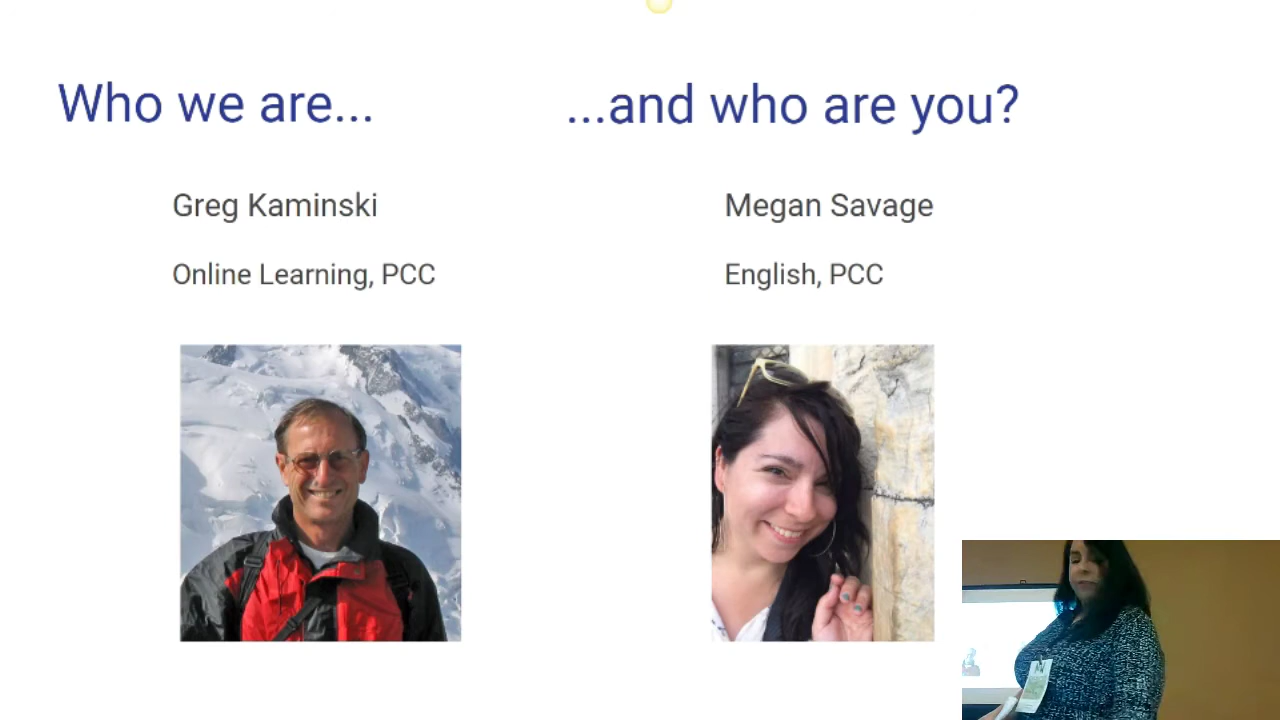 Who we are...
...and who are you?
Greg Kaminski
Megan Savage
Online Learning, PCC
English, PCC